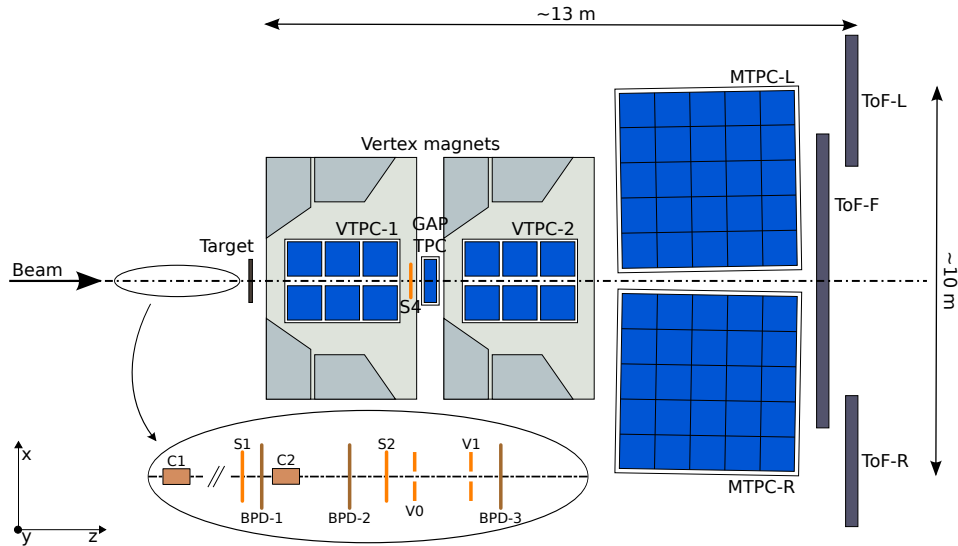 ~13 m
MTPC-L
ToF-L
Vertex magnets
ToF-F
VTPC-1
GAP
TPC
VTPC-2
Target
Beam
S4
~10 m
S1
C1
C2
S2
V1
BPD-1
BPD-2
V0
BPD-3
MTPC-R
ToF-R
x
y
z